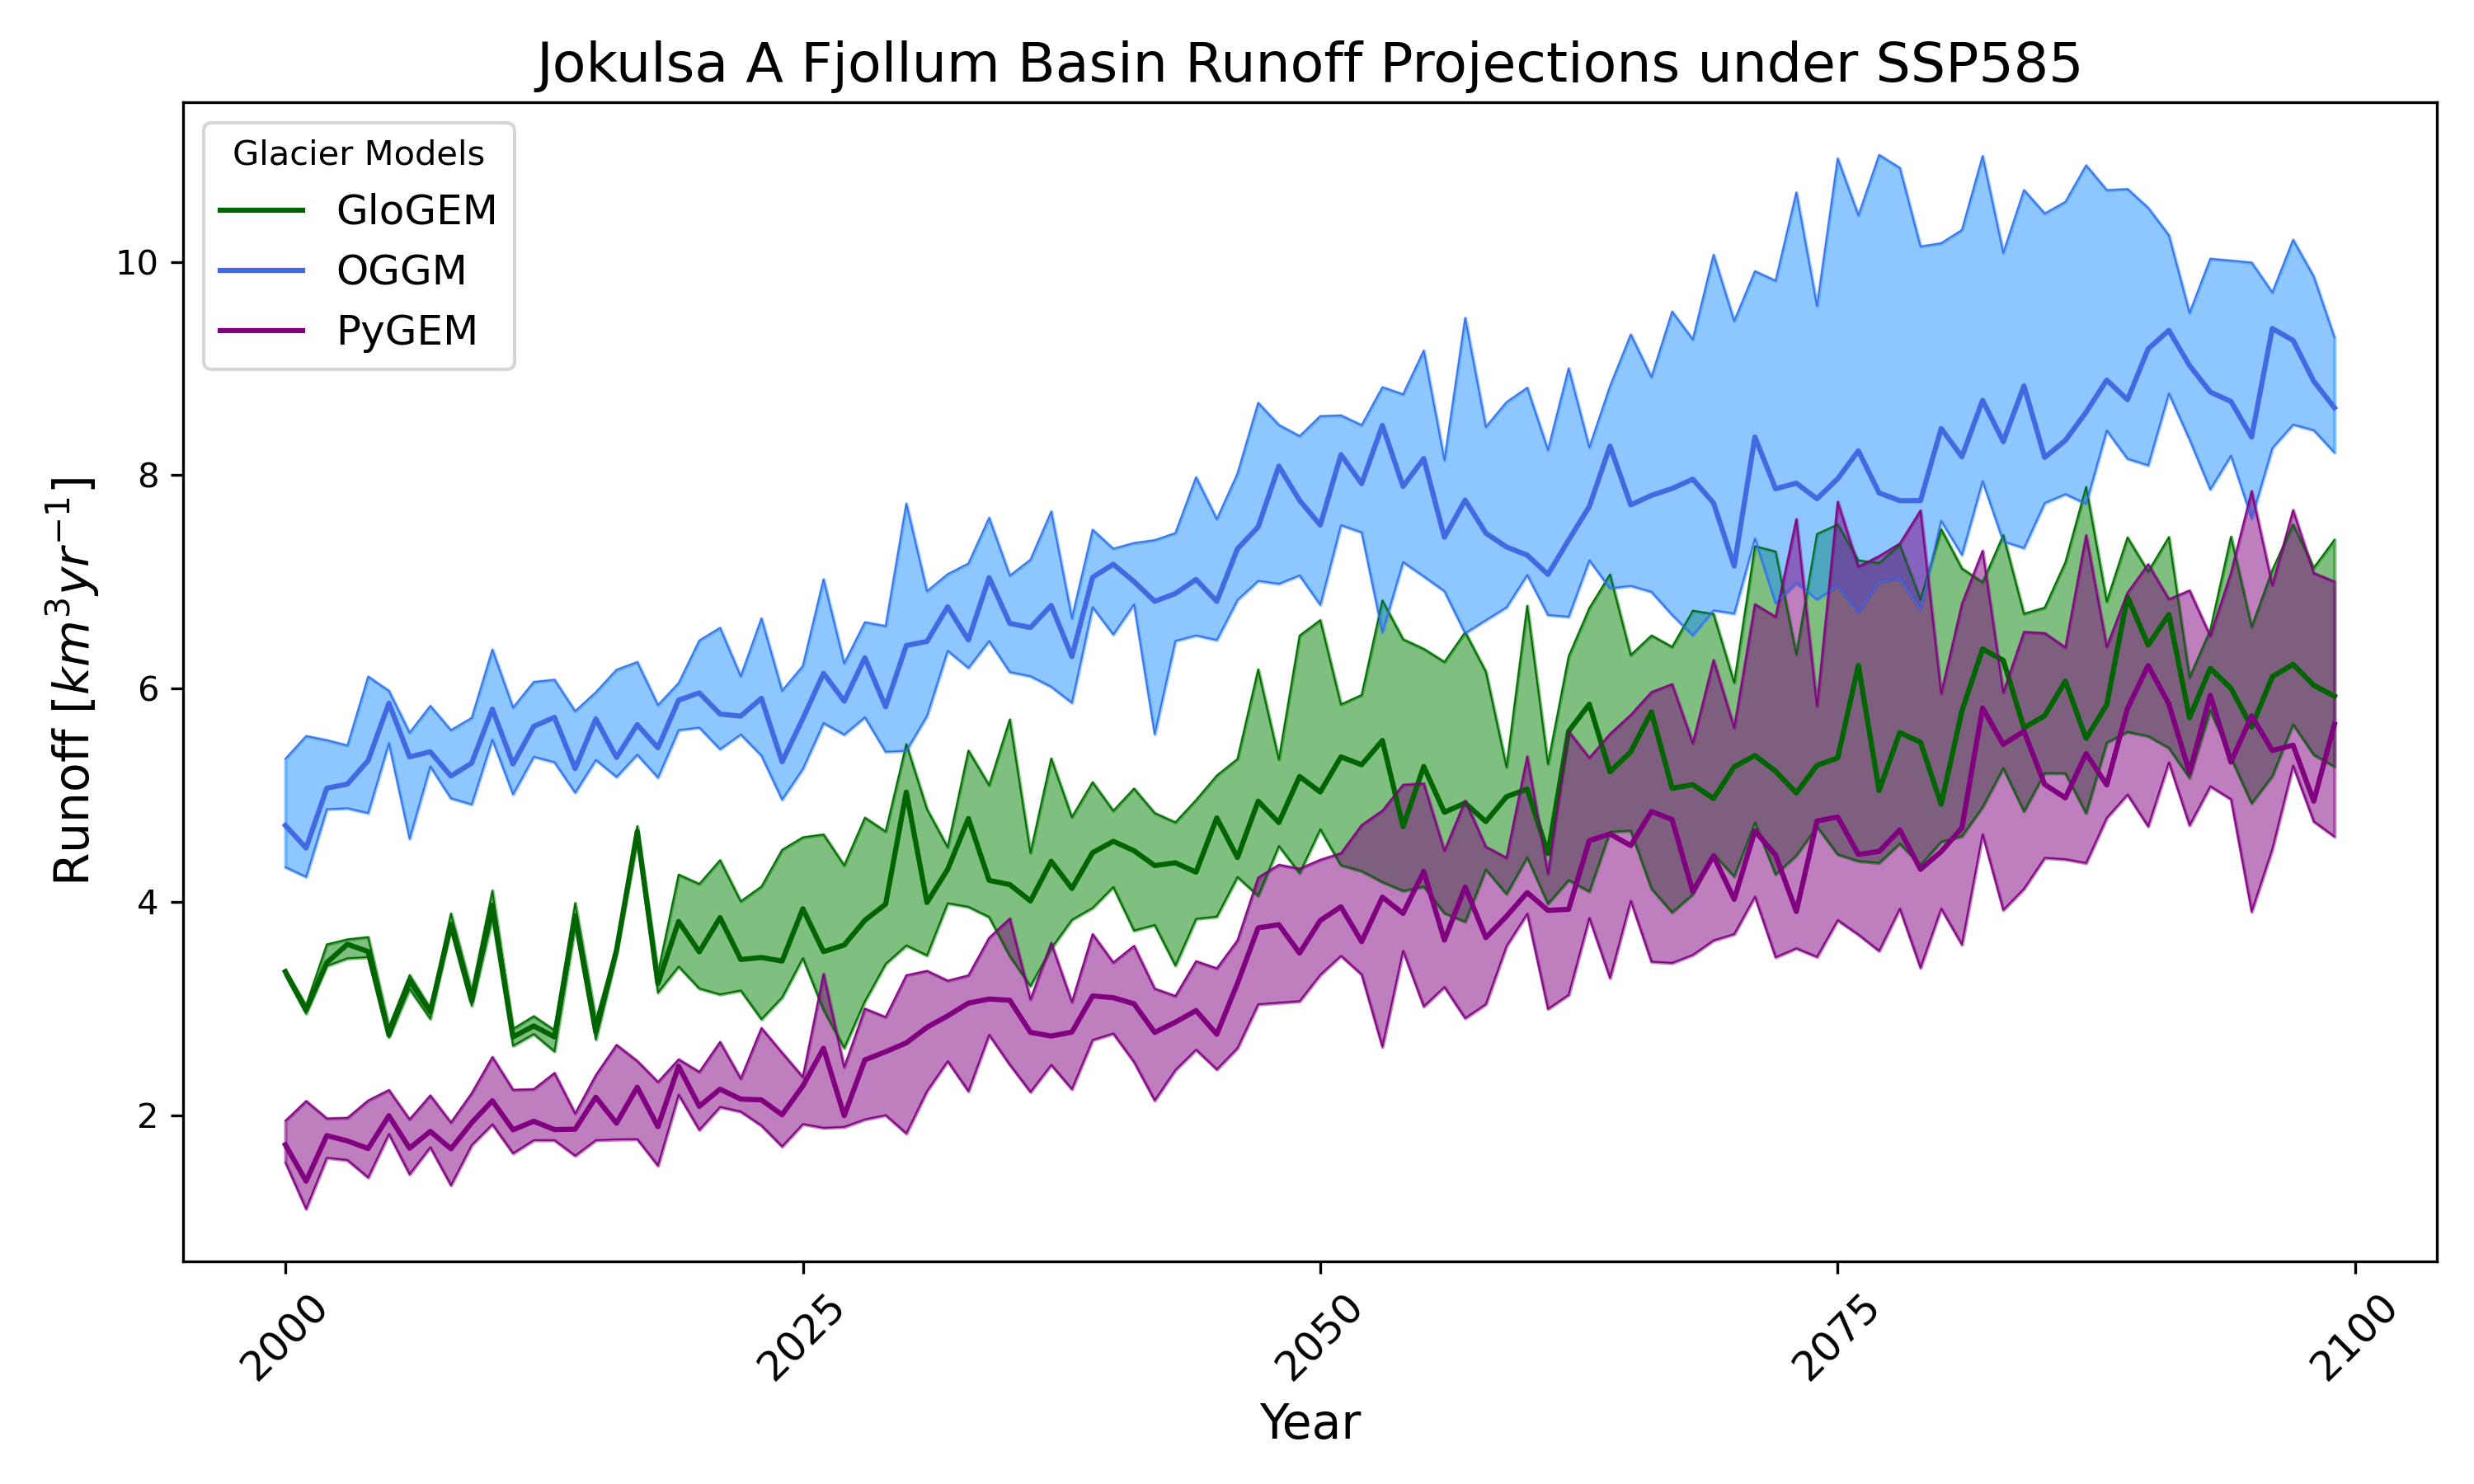 Jokulsa A Fjollum Basin Runoff Projections under SSP585
Glacier Models
GloGEM
OGGM
PyGEM
Runoff [km³yr⁻¹]
10
8
6
4
2
2000
2025
2050
2075
2100
Year